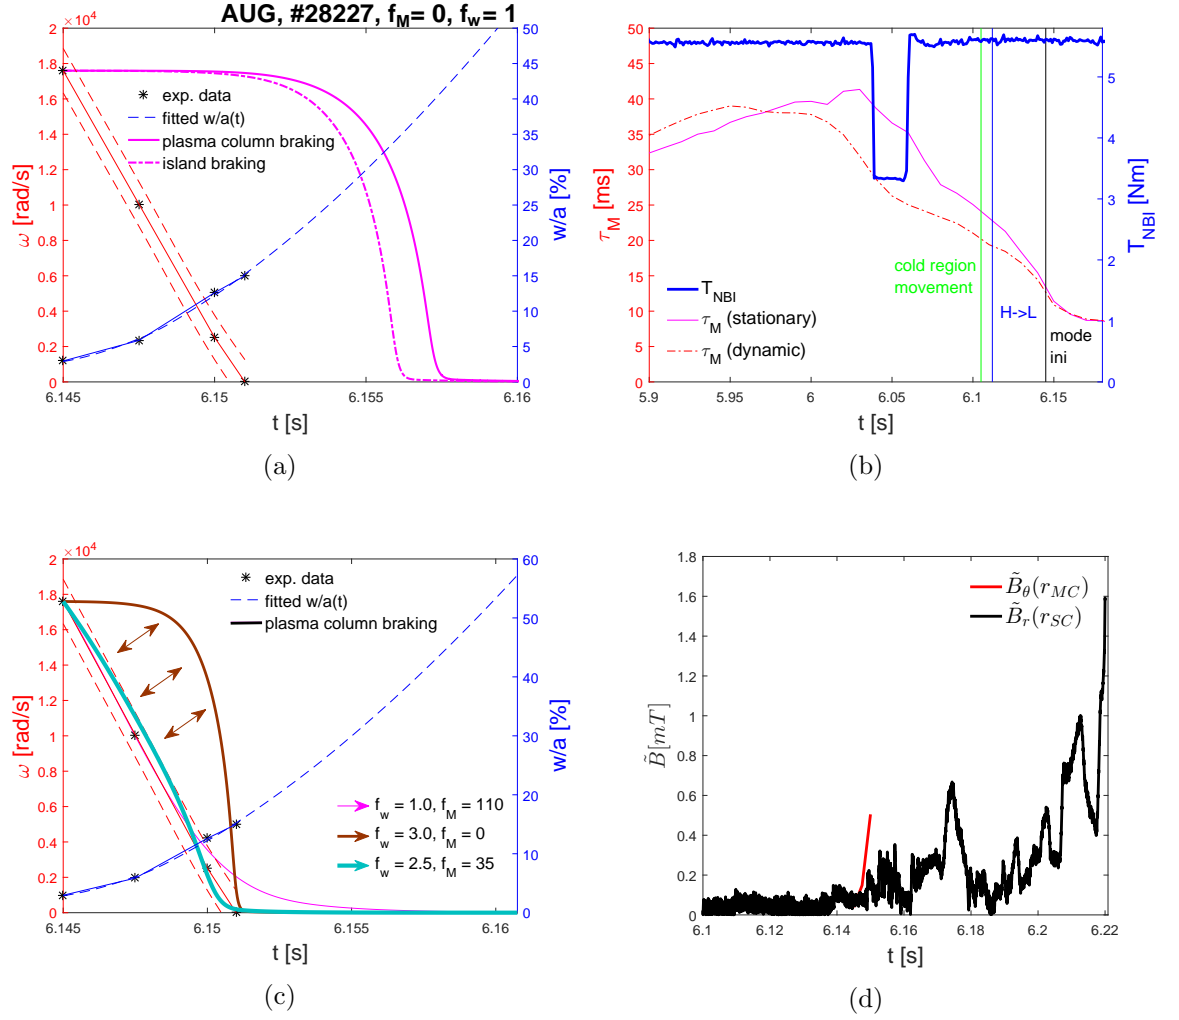 AUG, #28227, f_M= 0, f_w= 1
×10^4
2
1.8
1.6
1.4
1.2
1
0.8
0.6
0.4
0.2
0
ω [rad/s]
50
45
40
35
30
25
20
15
10
5
0
w/a [%]
exp. data
fitted w/a(t)
plasma column braking
island braking
6.145
6.15
6.155
6.16
t [s]
(a)
50
45
40
35
30
25
20
15
10
5
0
τ_M [ms]
5
4
3
2
1
0
T_NBI [Nm]
cold region
movement
H->L
mode
ini
T_NBI
τ_M (stationary)
τ_M (dynamic)
5.9
5.95
6
6.05
6.1
6.15
t [s]
(b)
×10^4
2
1.8
1.6
1.4
1.2
1
0.8
0.6
0.4
0.2
0
ω [rad/s]
60
50
40
30
20
10
0
w/a [%]
exp. data
fitted w/a(t)
plasma column braking
f_w = 1.0, f_M = 110
f_w = 3.0, f_M = 0
f_w = 2.5, f_M = 35
6.145
6.15
6.155
6.16
t [s]
(c)
1.8
1.6
1.4
1.2
1
0.8
0.6
0.4
0.2
0
B̃[mT]
B̃_θ(r_MC)
B̃_r(r_SC)
6.1
6.12
6.14
6.16
6.18
6.2
6.22
t [s]
(d)